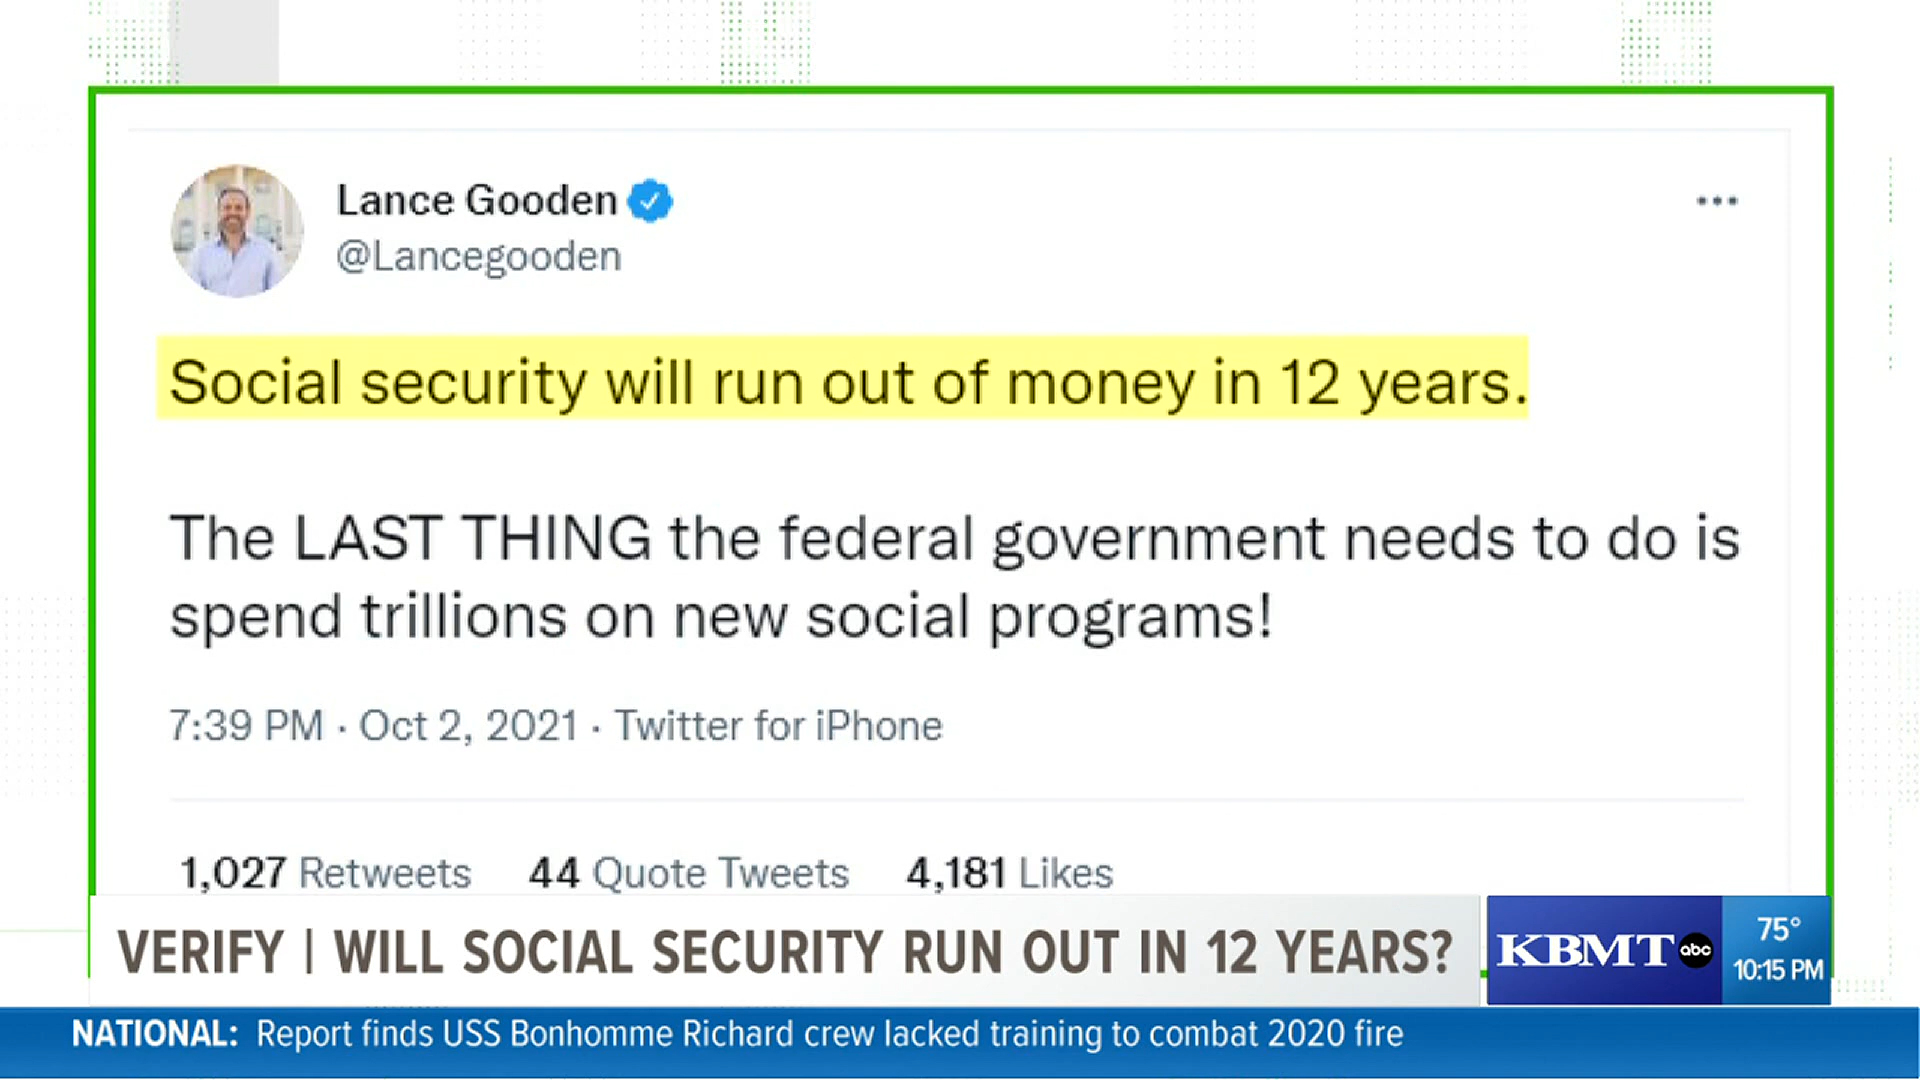 Lance Gooden
@Lancegooden
Social security will run out of money in 12 years.
The LAST THING the federal government needs to do is
spend trillions on new social programs!
7:39 PM · Oct 2, 2021 · Twitter for iPhone
1,027 Retweets 44 Quote Tweets 4,181 Likes
VERIFY | WILL SOCIAL SECURITY RUN OUT IN 12 YEARS?
KBMT abc
75°
10:15 PM
NATIONAL: Report finds USS Bonhomme Richard crew lacked training to combat 2020 fire